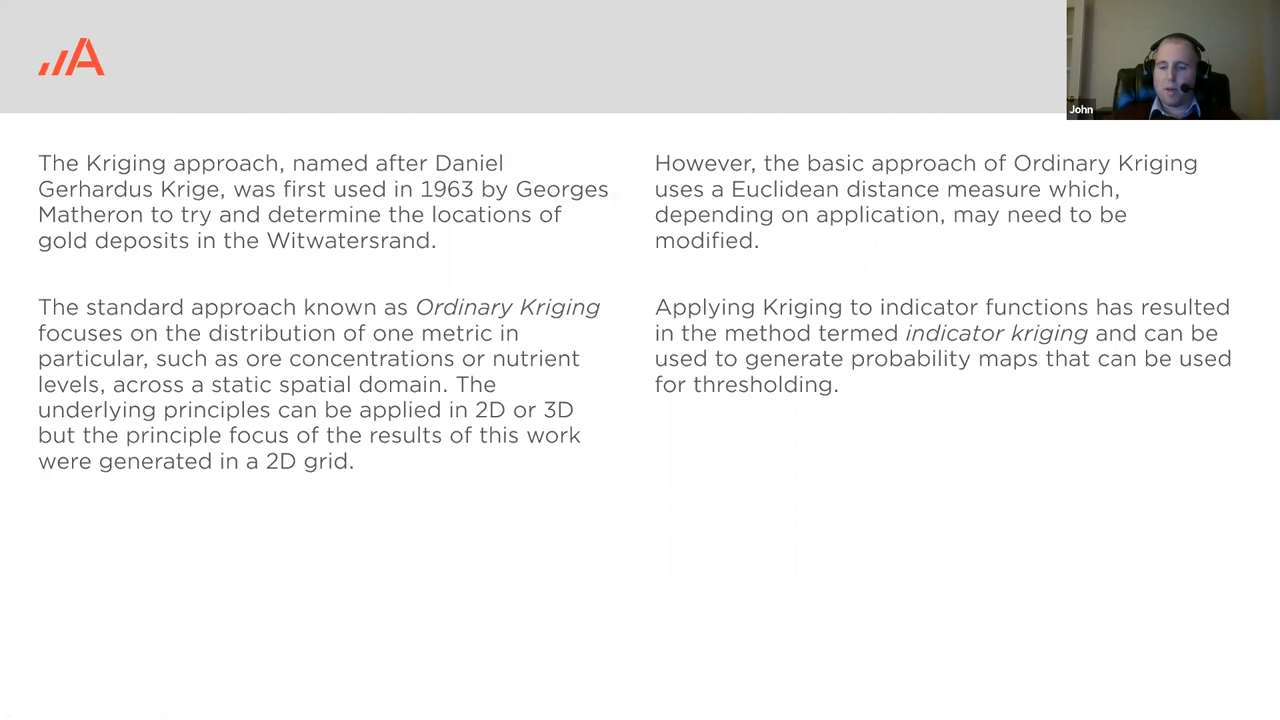 John
The Kriging approach, named after Daniel
Gerhardus Krige, was first used in 1963 by Georges
Matheron to try and determine the locations of
gold deposits in the Witwatersrand.
The standard approach known as Ordinary Kriging
focuses on the distribution of one metric in
particular, such as ore concentrations or nutrient
levels, across a static spatial domain. The
underlying principles can be applied in 2D or 3D
but the principle focus of the results of this work
were generated in a 2D grid.
However, the basic approach of Ordinary Kriging
uses a Euclidean distance measure which,
depending on application, may need to be
modified.
Applying Kriging to indicator functions has resulted
in the method termed indicator kriging and can be
used to generate probability maps that can be used
for thresholding.